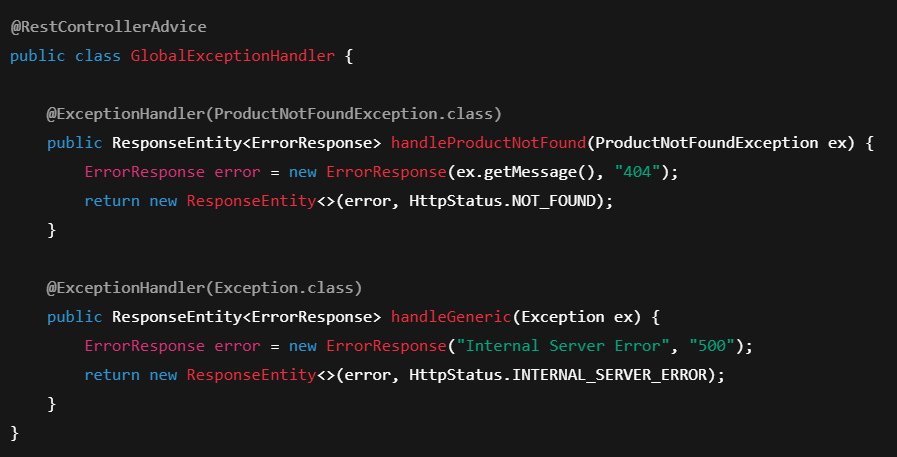 @RestControllerAdvice
public class GlobalExceptionHandler {
@ExceptionHandler(ProductNotFoundException.class)
public ResponseEntity<ErrorResponse> handleProductNotFound(ProductNotFoundException ex) {
ErrorResponse error = new ErrorResponse(ex.getMessage(), "404");
return new ResponseEntity<>(error, HttpStatus.NOT_FOUND);
}
@ExceptionHandler(Exception.class)
public ResponseEntity<ErrorResponse> handleGeneric(Exception ex) {
ErrorResponse error = new ErrorResponse("Internal Server Error", "500");
return new ResponseEntity<>(error, HttpStatus.INTERNAL_SERVER_ERROR);
}
}